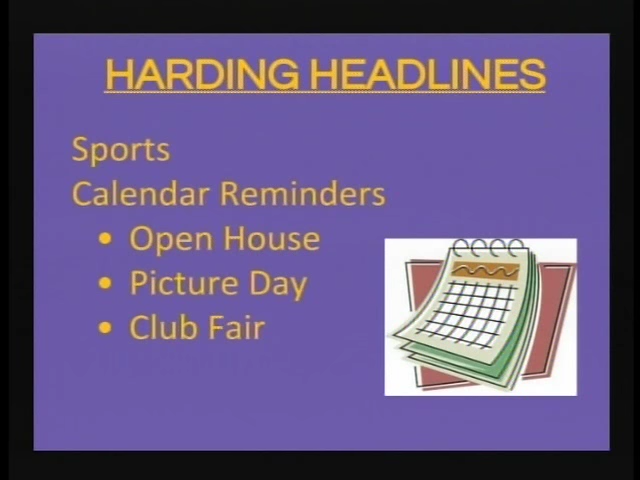 HARDING HEADLINES
Sports
Calendar Reminders
• Open House
• Picture Day
• Club Fair